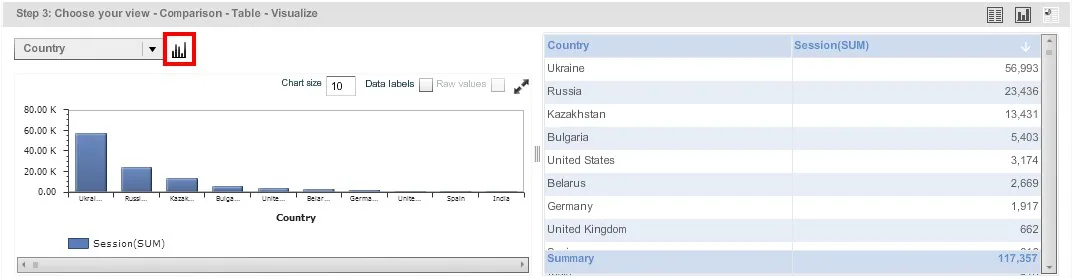 Step 3: Choose your view - Comparison - Table - Visualize
Country
Chart size 10 Data labels Raw values
80.00 K
60.00 K
40.00 K
20.00 K
0.00
Ukrai... Russi... Kazak... Bulga... Unite... Belar... Germa... Unite... Spain India
Country
Session(SUM)
Country Session(SUM)
Ukraine 56,993
Russia 23,436
Kazakhstan 13,431
Bulgaria 5,403
United States 3,174
Belarus 2,669
Germany 1,917
United Kingdom 662
Summary 117,357